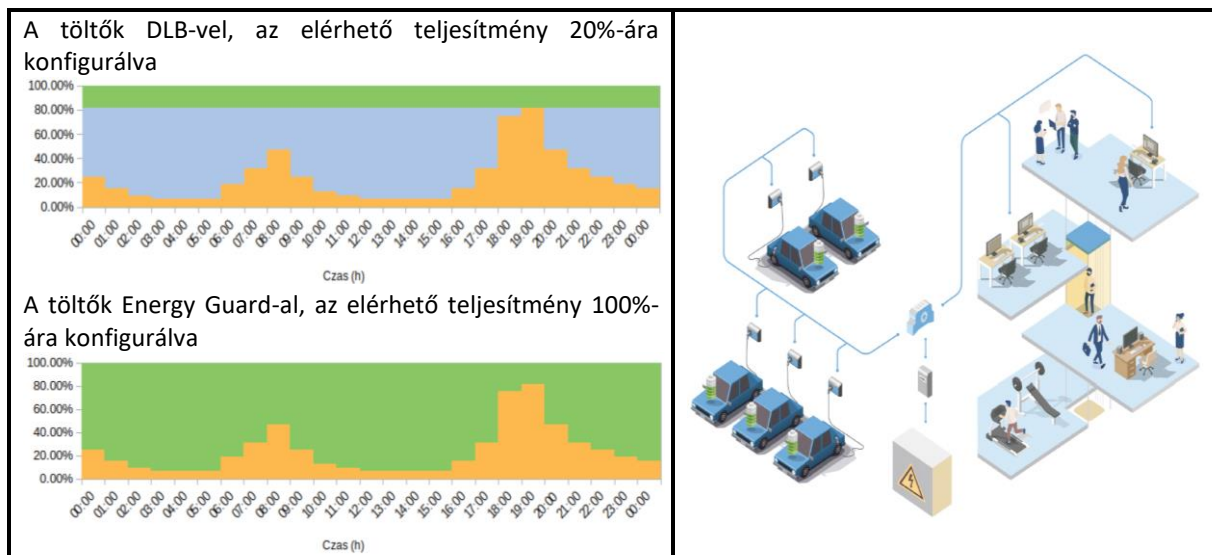 A töltők DLB-vel, az elérhető teljesítmény 20%-ára
konfigurálva
100.00%
80.00%
60.00%
40.00%
20.00%
0.00%
00:00 01:00 02:00 03:00 04:00 05:00 06:00 07:00 08:00 09:00 10:00 11:00 12:00 13:00 14:00 15:00 16:00 17:00 18:00 19:00 20:00 21:00 22:00 23:00 00:00
Czas (h)
A töltők Energy Guard-al, az elérhető teljesítmény 100%-
ára konfigurálva
100.00%
80.00%
60.00%
40.00%
20.00%
0.00%
00:00 01:00 02:00 03:00 04:00 05:00 06:00 07:00 08:00 09:00 10:00 11:00 12:00 13:00 14:00 15:00 16:00 17:00 18:00 19:00 20:00 21:00 22:00 23:00 00:00
Czas (h)